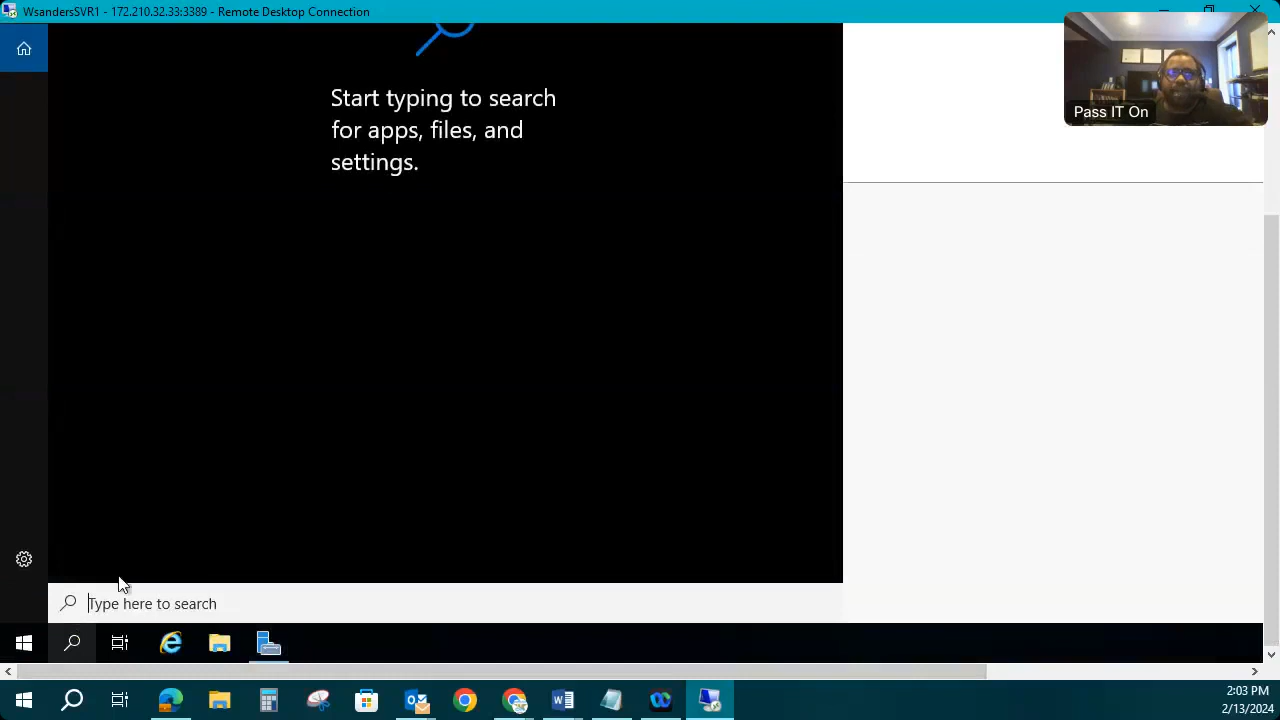 WsandersSVR1 - 172.210.32.33:3389 - Remote Desktop Connection
Start typing to search
for apps, files, and
settings.
Pass IT On
Type here to search
2:03 PM
2/13/2024